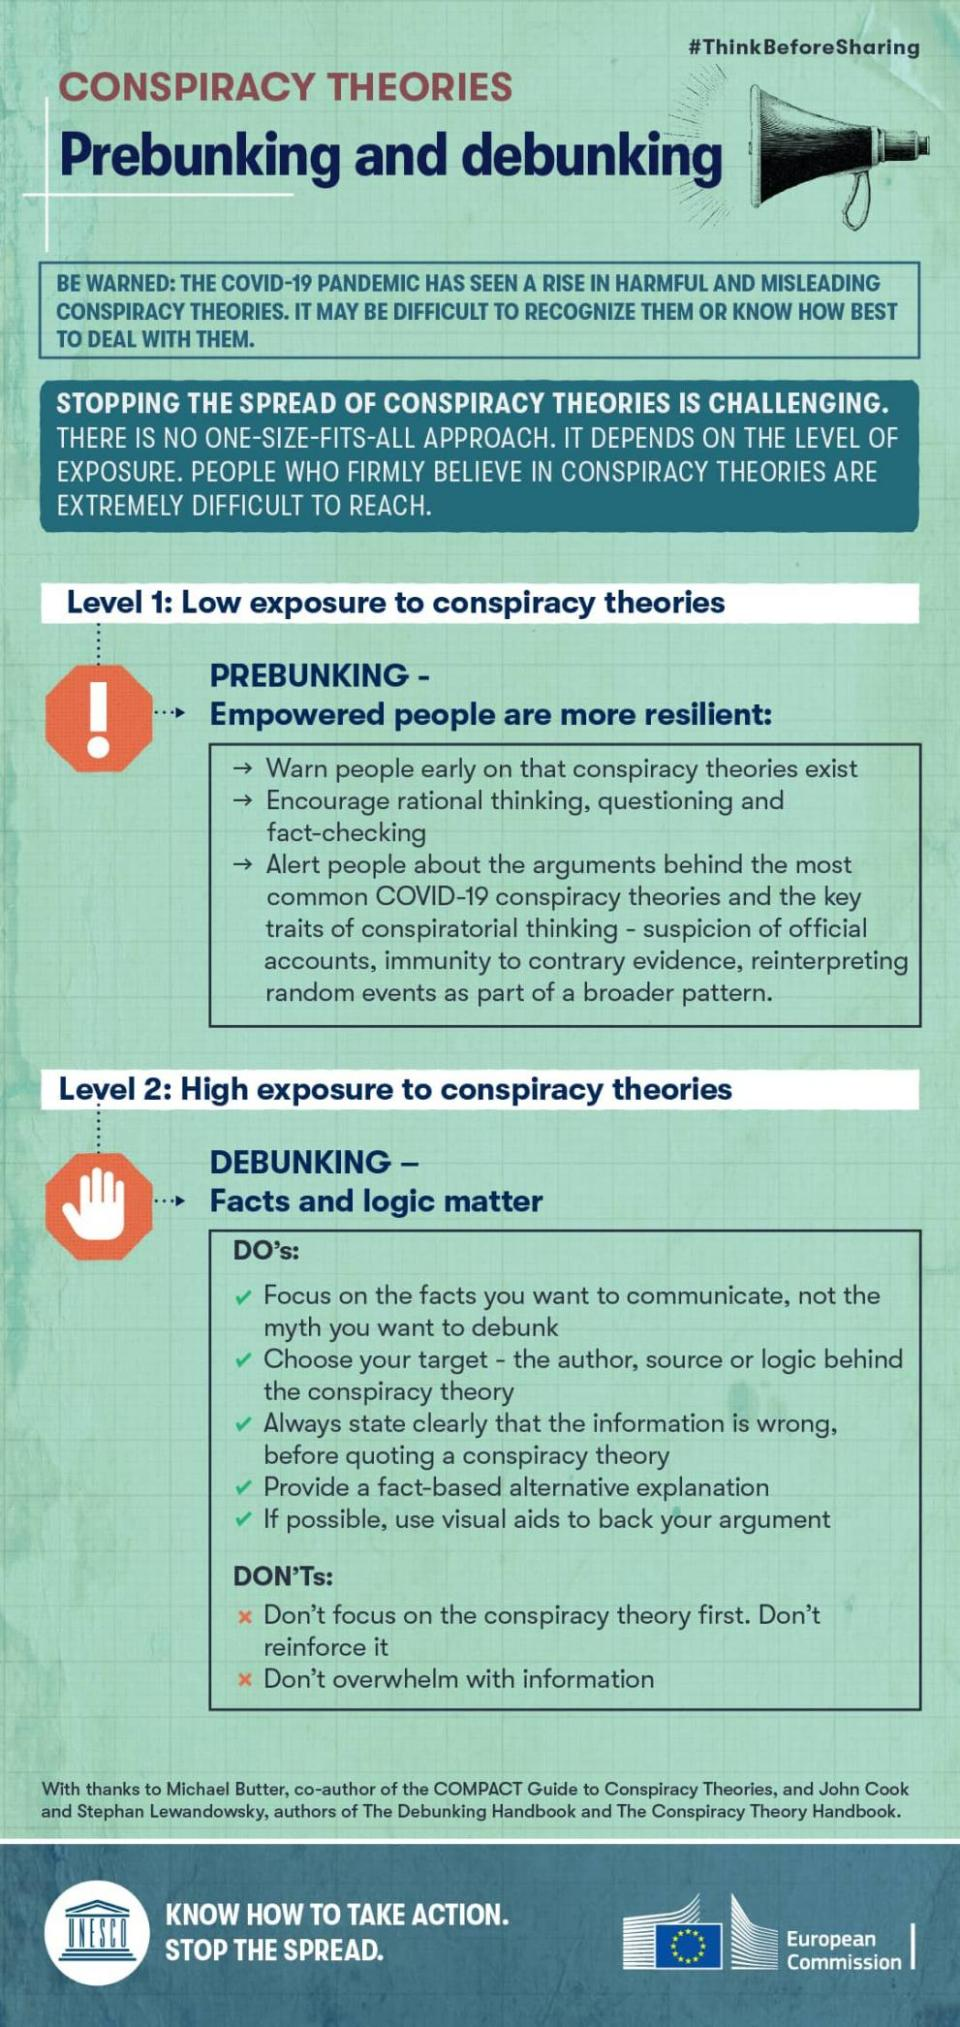 #ThinkBeforeSharing
CONSPIRACY THEORIES
Prebunking and debunking
BE WARNED: THE COVID-19 PANDEMIC HAS SEEN A RISE IN HARMFUL AND MISLEADING
CONSPIRACY THEORIES. IT MAY BE DIFFICULT TO RECOGNIZE THEM OR KNOW HOW BEST
TO DEAL WITH THEM.
STOPPING THE SPREAD OF CONSPIRACY THEORIES IS CHALLENGING.
THERE IS NO ONE-SIZE-FITS-ALL APPROACH. IT DEPENDS ON THE LEVEL OF
EXPOSURE. PEOPLE WHO FIRMLY BELIEVE IN CONSPIRACY THEORIES ARE
EXTREMELY DIFFICULT TO REACH.
Level 1: Low exposure to conspiracy theories
PREBUNKING -
Empowered people are more resilient:
→ Warn people early on that conspiracy theories exist
→ Encourage rational thinking, questioning and
fact-checking
→ Alert people about the arguments behind the most
common COVID-19 conspiracy theories and the key
traits of conspiratorial thinking - suspicion of official
accounts, immunity to contrary evidence, reinterpreting
random events as part of a broader pattern.
Level 2: High exposure to conspiracy theories
DEBUNKING –
Facts and logic matter
DO's:
✔ Focus on the facts you want to communicate, not the
myth you want to debunk
✔ Choose your target - the author, source or logic behind
the conspiracy theory
✔ Always state clearly that the information is wrong,
before quoting a conspiracy theory
✔ Provide a fact-based alternative explanation
✔ If possible, use visual aids to back your argument
DON'Ts:
× Don't focus on the conspiracy theory first. Don't
reinforce it
× Don't overwhelm with information
With thanks to Michael Butter, co-author of the COMPACT Guide to Conspiracy Theories, and John Cook
and Stephan Lewandowsky, authors of The Debunking Handbook and The Conspiracy Theory Handbook.
UNESCO
KNOW HOW TO TAKE ACTION.
STOP THE SPREAD.
European
Commission